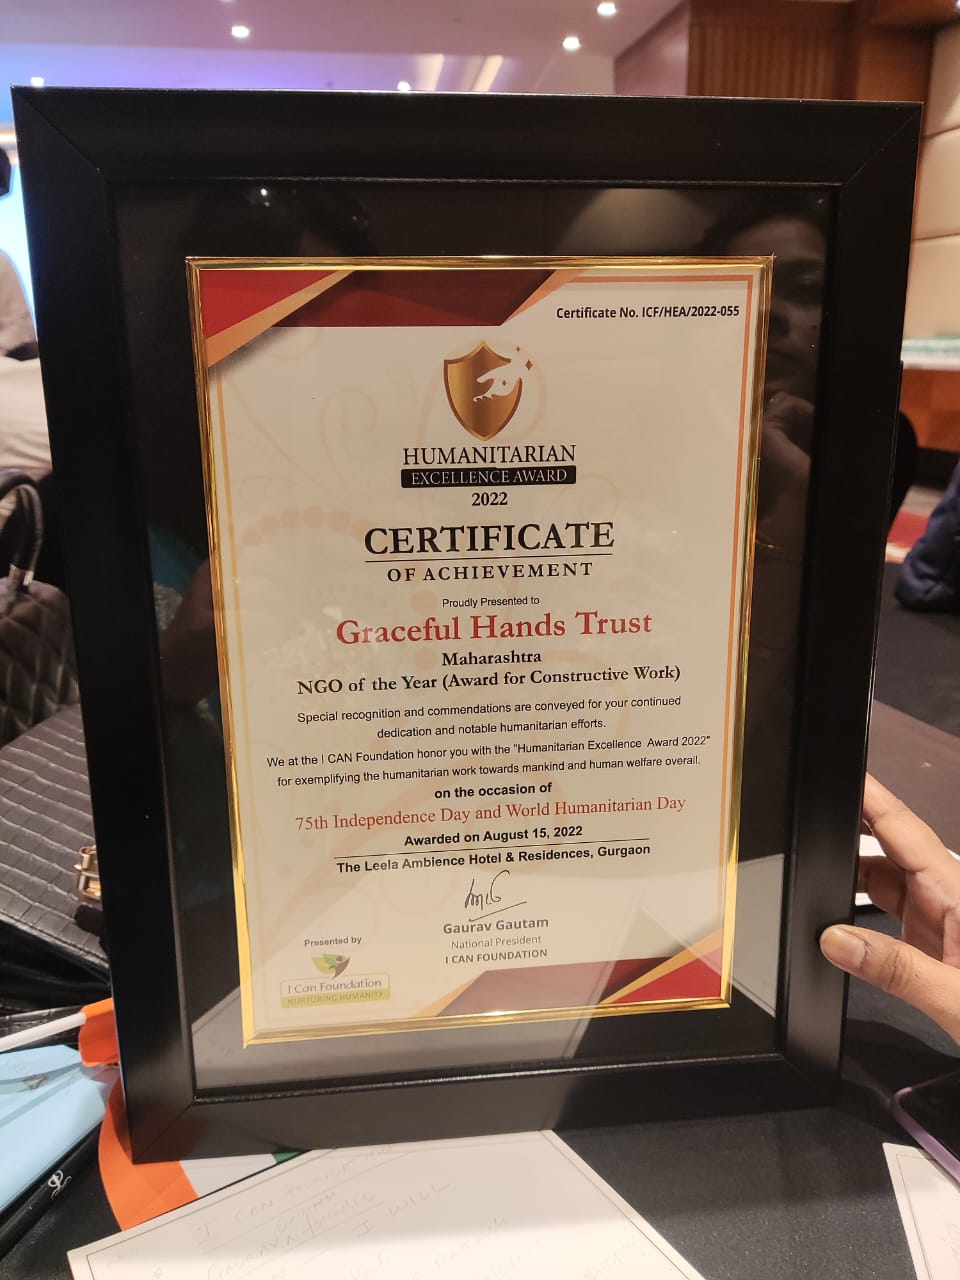 Certificate No. ICF/HEA/2022-055
HUMANITARIAN
EXCELLENCE AWARD
2022
CERTIFICATE
OF ACHIEVEMENT
Proudly Presented to
Graceful Hands Trust
Maharashtra
NGO of the Year (Award for Constructive Work)
Special recognition and commendations are conveyed for your continued
dedication and notable humanitarian efforts.
We at the I CAN Foundation honor you with the "Humanitarian Excellence Award 2022"
for exemplifying the humanitarian work towards mankind and human welfare overall.
on the occasion of
75th Independence Day and World Humanitarian Day
Awarded on August 15, 2022
The Leela Ambience Hotel & Residences, Gurgaon
Gaurav Gautam
National President
I CAN FOUNDATION
Presented by
I Can Foundation
NURTURING HUMANITY
I CAN
I WILL